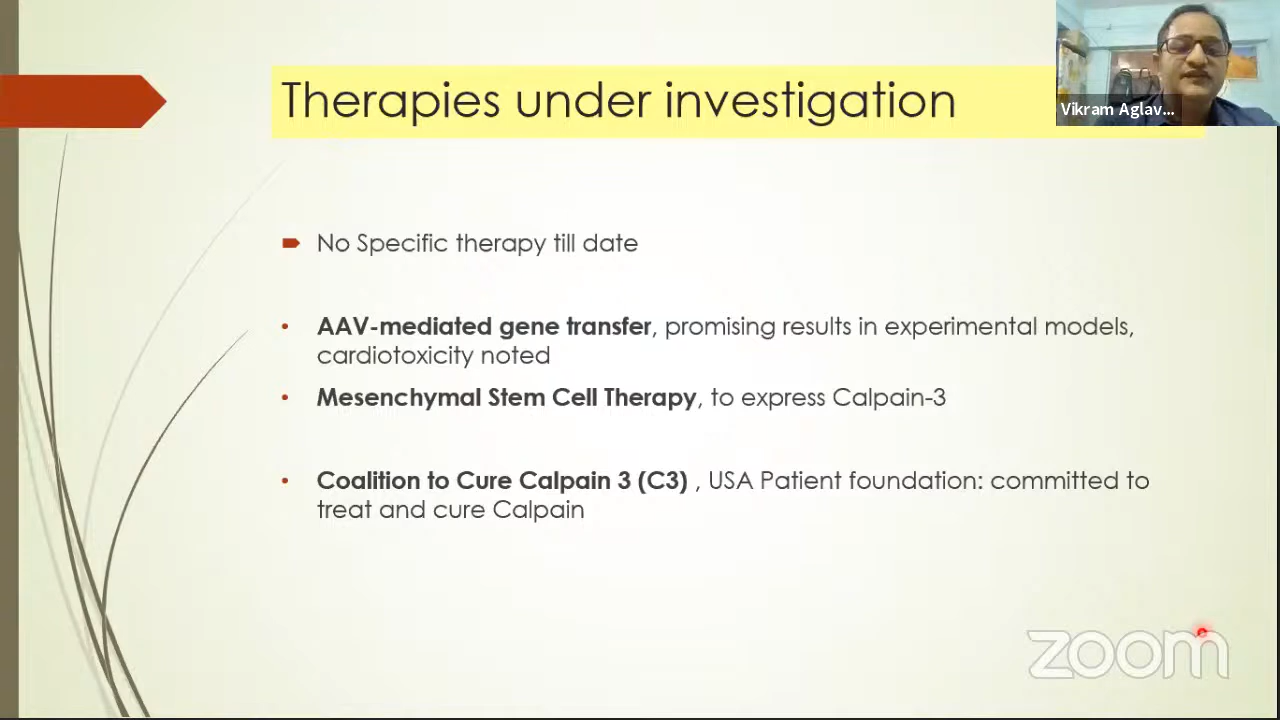 Therapies under investigation
Vikram Aglav...
No Specific therapy till date
AAV-mediated gene transfer, promising results in experimental models,
cardiotoxicity noted
Mesenchymal Stem Cell Therapy, to express Calpain-3
Coalition to Cure Calpain 3 (C3) , USA Patient foundation: committed to
treat and cure Calpain
zoom